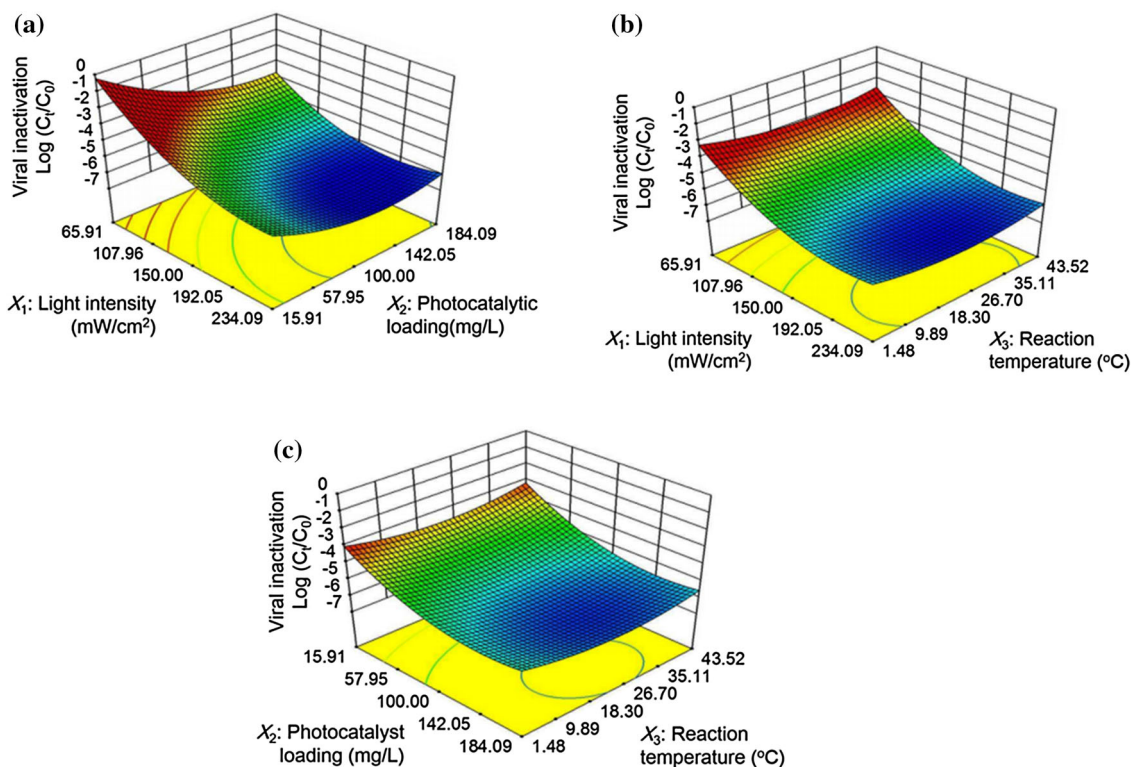 (a)
Viral inactivation
Log (Cₜ/C₀)
0
-1
-2
-3
-4
-5
-6
-7
65.91
107.96
150.00
192.05
234.09
X₁: Light intensity
(mW/cm²)
184.09
142.05
100.00
57.95
15.91
X₂: Photocatalytic
loading(mg/L)
(b)
Viral inactivation
Log (Cₜ/C₀)
0
-1
-2
-3
-4
-5
-6
-7
65.91
107.96
150.00
192.05
234.09
X₁: Light intensity
(mW/cm²)
43.52
35.11
26.70
18.30
9.89
1.48
X₃: Reaction
temperature (ºC)
(c)
Viral inactivation
Log (Cₜ/C₀)
0
-1
-2
-3
-4
-5
-6
-7
15.91
57.95
100.00
142.05
184.09
X₂: Photocatalyst
loading (mg/L)
43.52
35.11
26.70
18.30
9.89
1.48
X₃: Reaction
temperature (ºC)